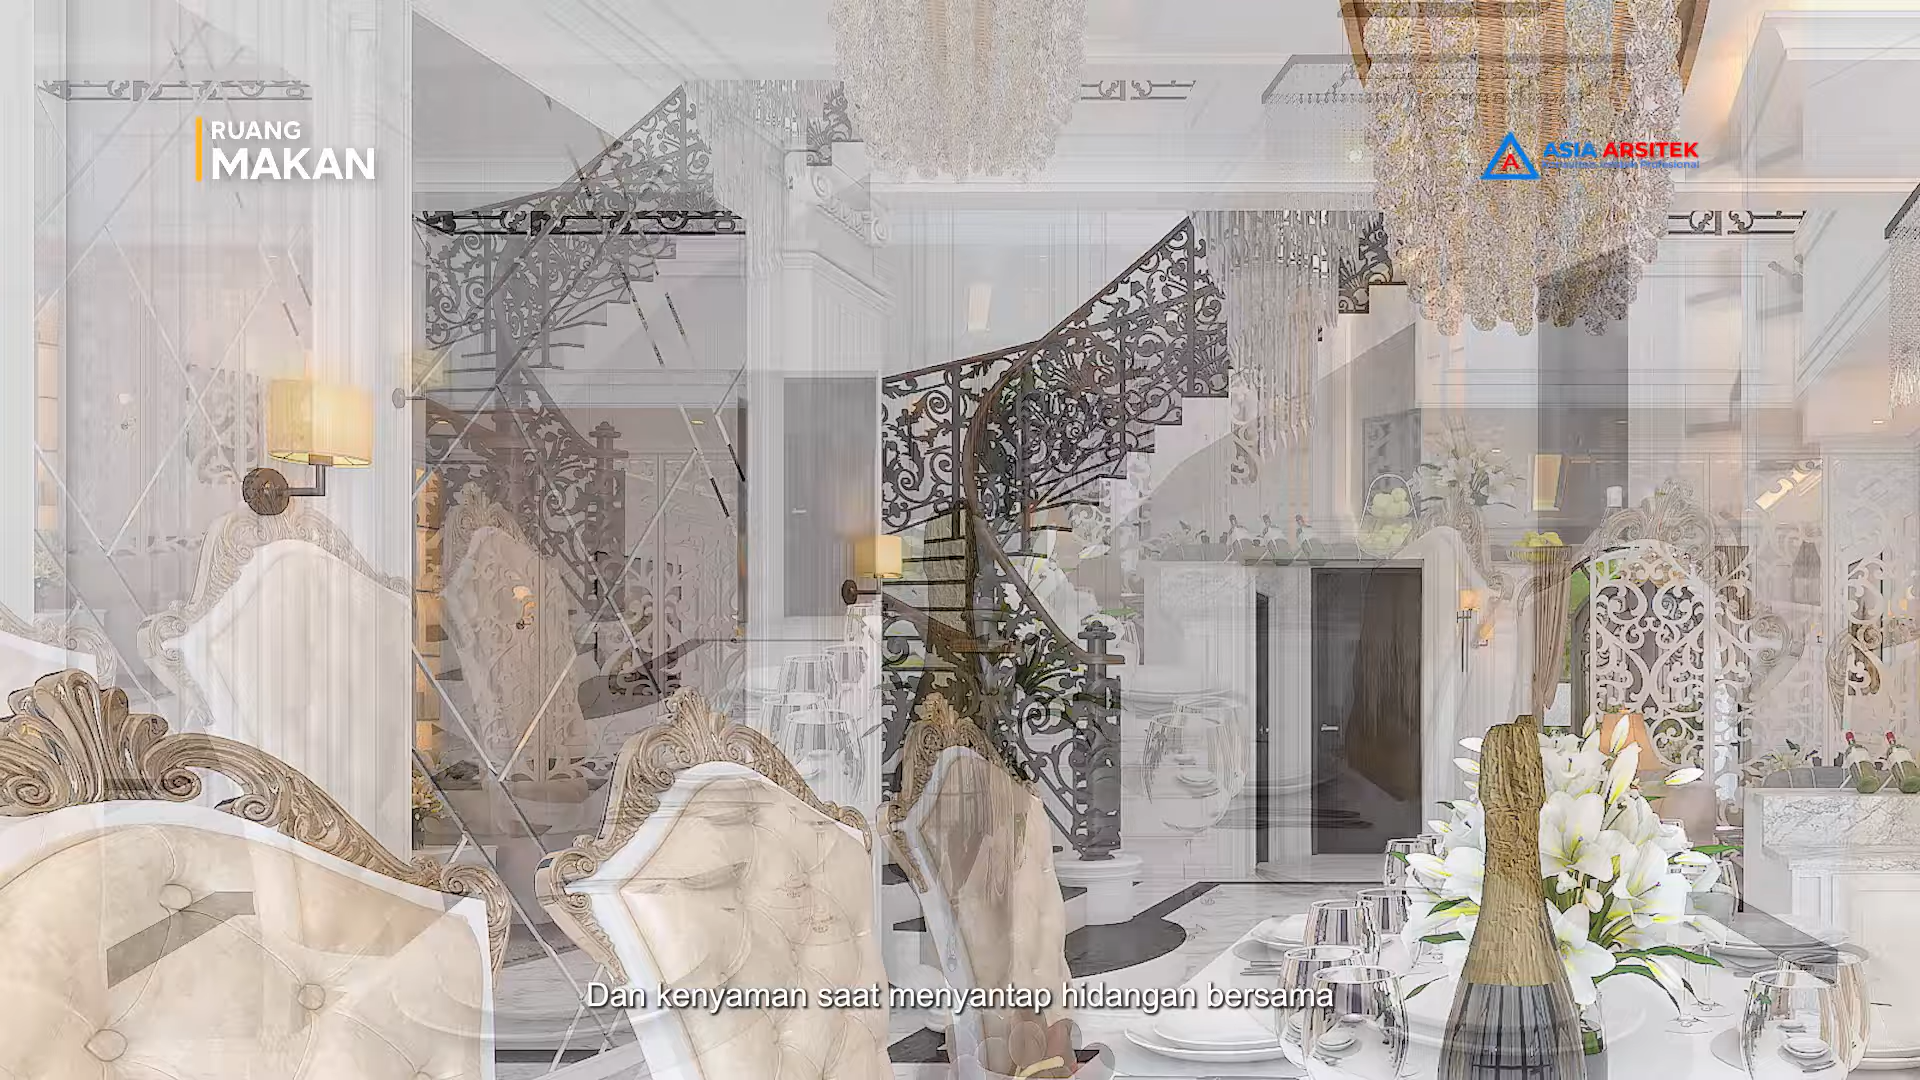 RUANG
MAKAN
ASIA ARSITEK
Dan kenyaman saat menyantap hidangan bersama